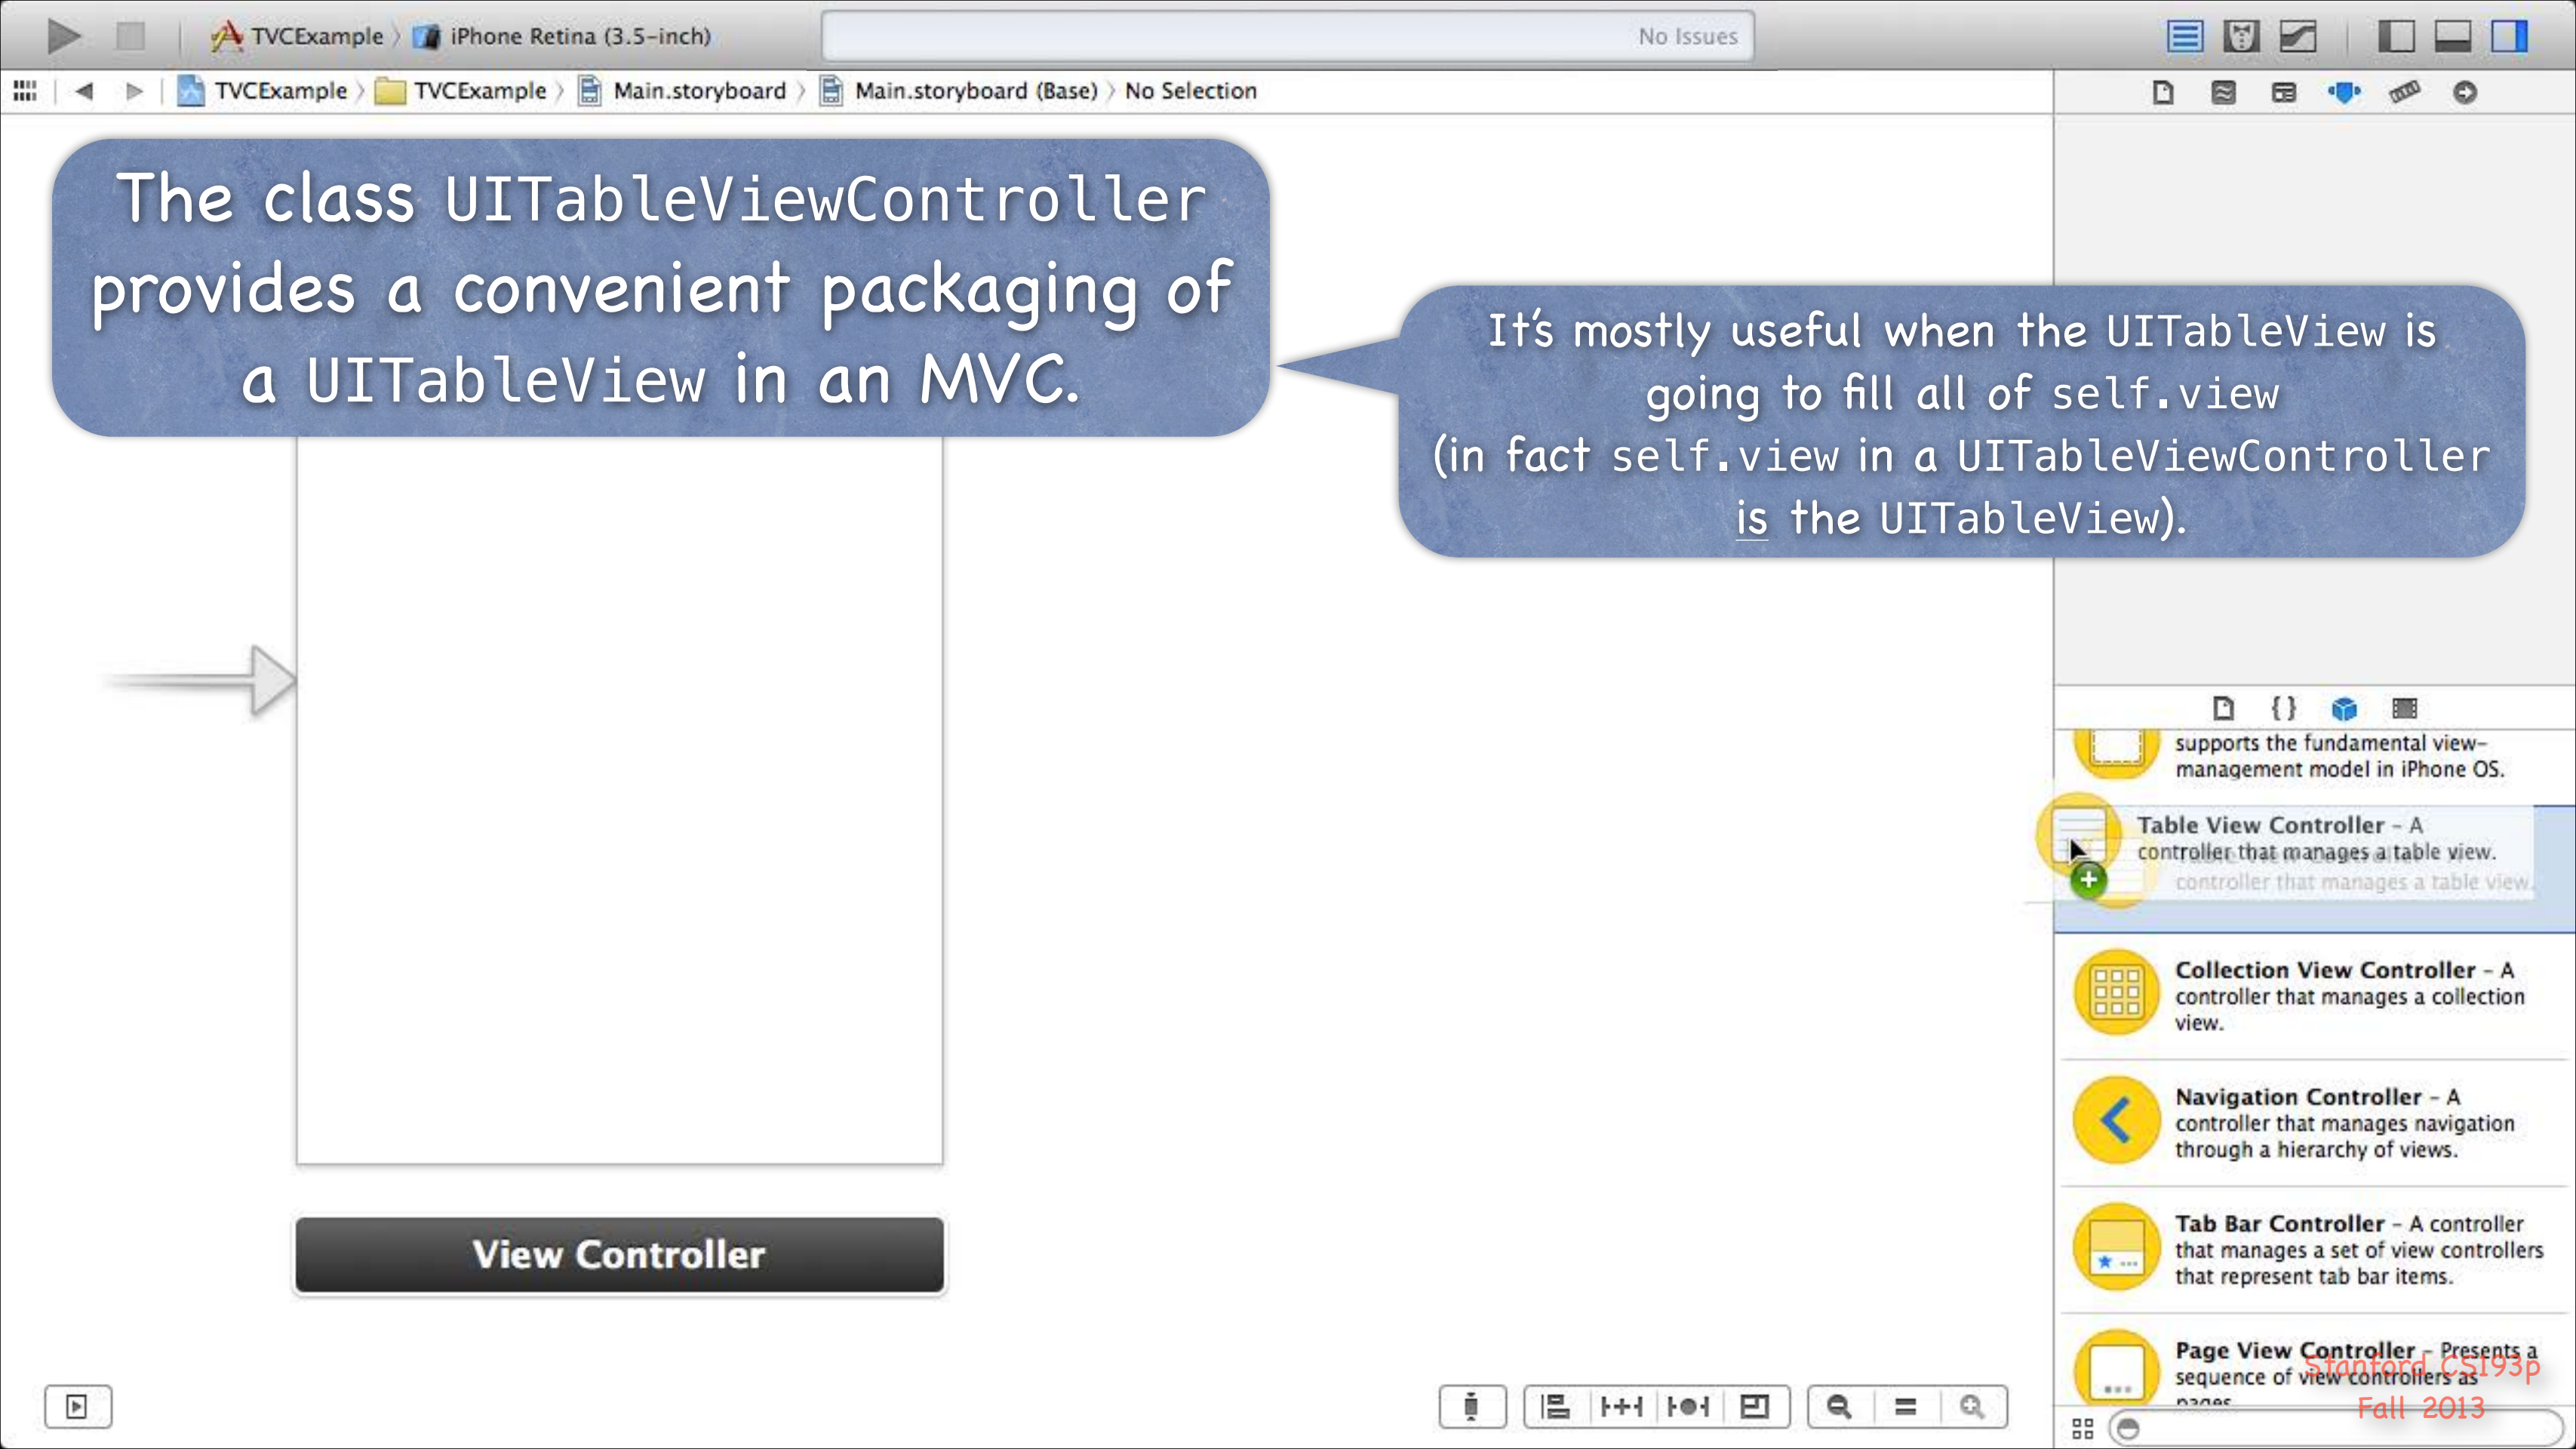 TVCExample iPhone Retina (3.5-inch) No Issues
TVCExample TVCExample Main.storyboard Main.storyboard (Base) No Selection
The class UITableViewController
provides a convenient packaging of
a UITableView in an MVC.
It's mostly useful when the UITableView is
going to fill all of self.view
(in fact self.view in a UITableViewController
is the UITableView).
supports the fundamental view-
management model in iPhone OS.
Table View Controller - A
controller that manages a table view.
controller that manages a table view.
Collection View Controller - A
controller that manages a collection
view.
Navigation Controller - A
controller that manages navigation
through a hierarchy of views.
Tab Bar Controller - A controller
that manages a set of view controllers
that represent tab bar items.
Page View Controller - Presents a
sequence of view controllers as
pages.
View Controller
Stanford CS193p
Fall 2013